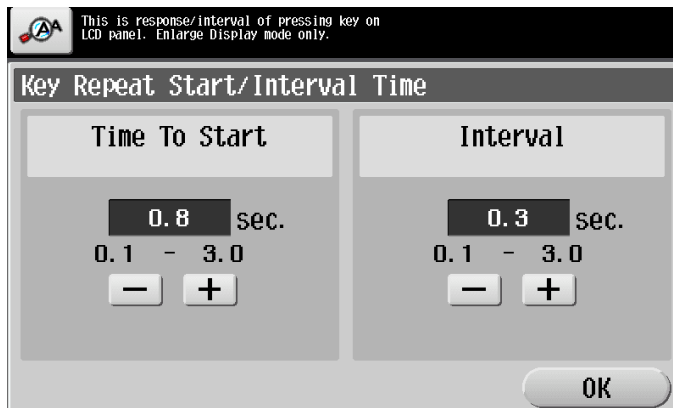 This is response/interval of pressing key on
LCD panel. Enlarge Display mode only.
AA
Key Repeat Start/Interval Time
Time To Start
Interval
0.8 sec.
0.3 sec.
0.1 - 3.0
0.1 - 3.0
− +
− +
OK